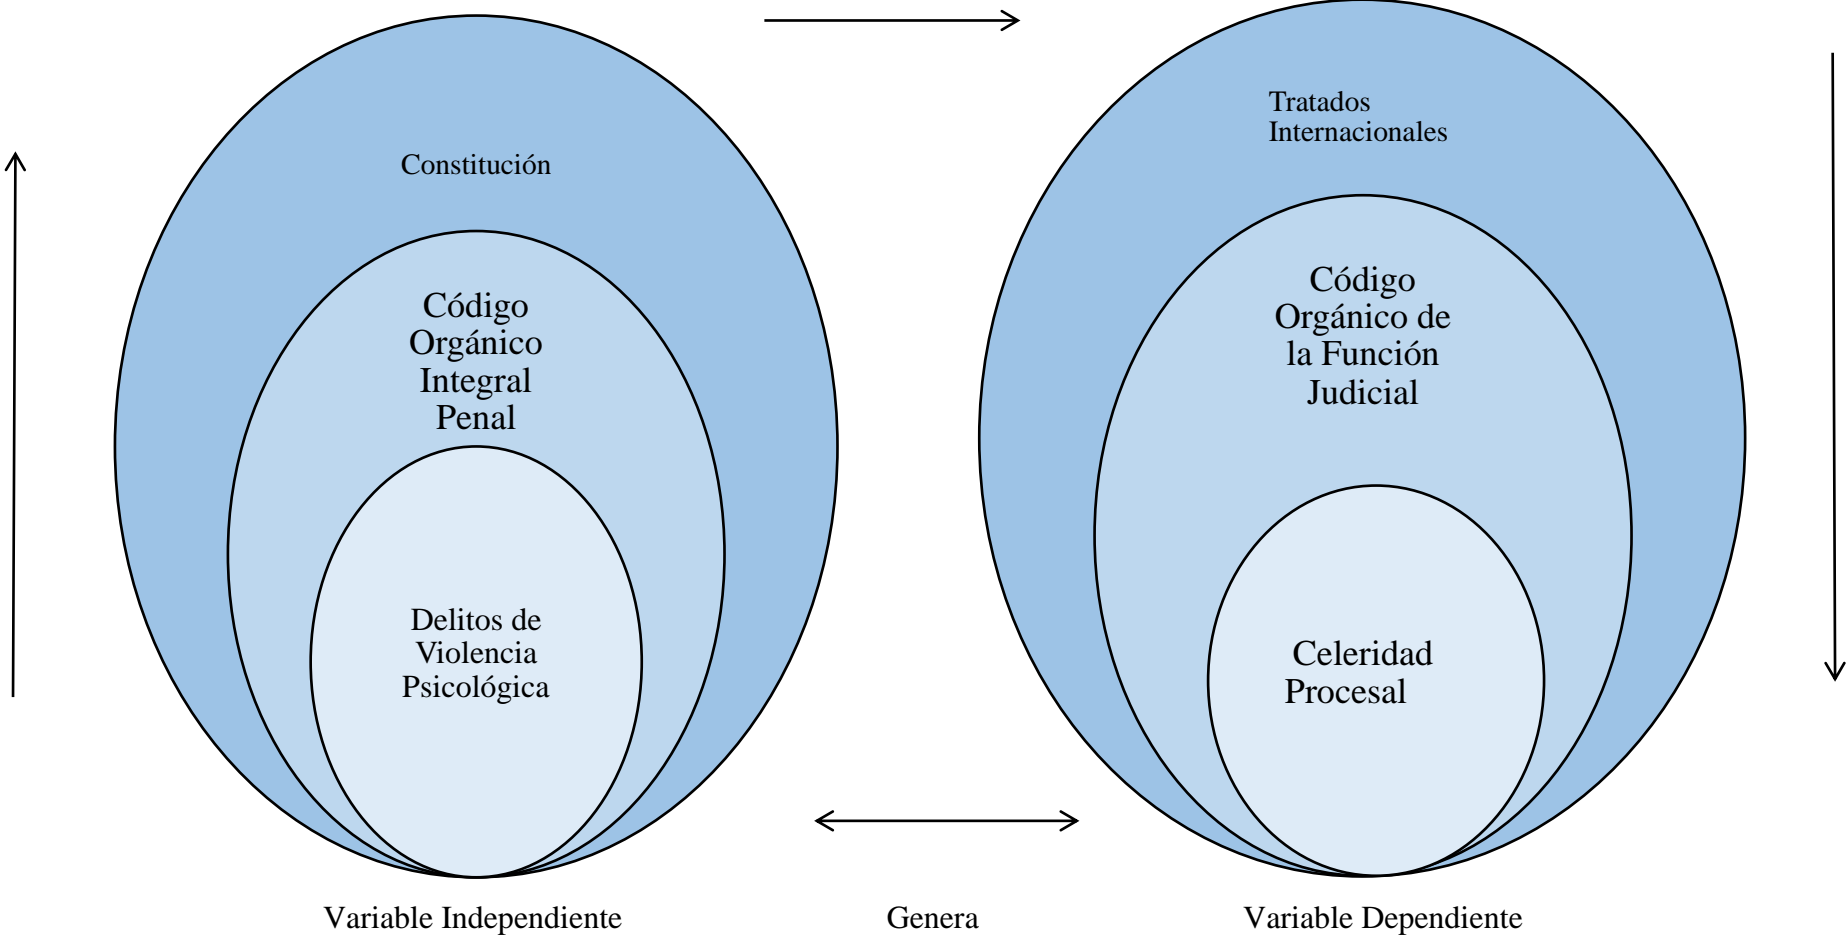 Constitución
Código
Orgánico
Integral
Penal
Delitos de
Violencia
Psicológica
Tratados
Internacionales
Código
Orgánico de
la Función
Judicial
Celeridad
Procesal
Variable Independiente
Genera
Variable Dependiente